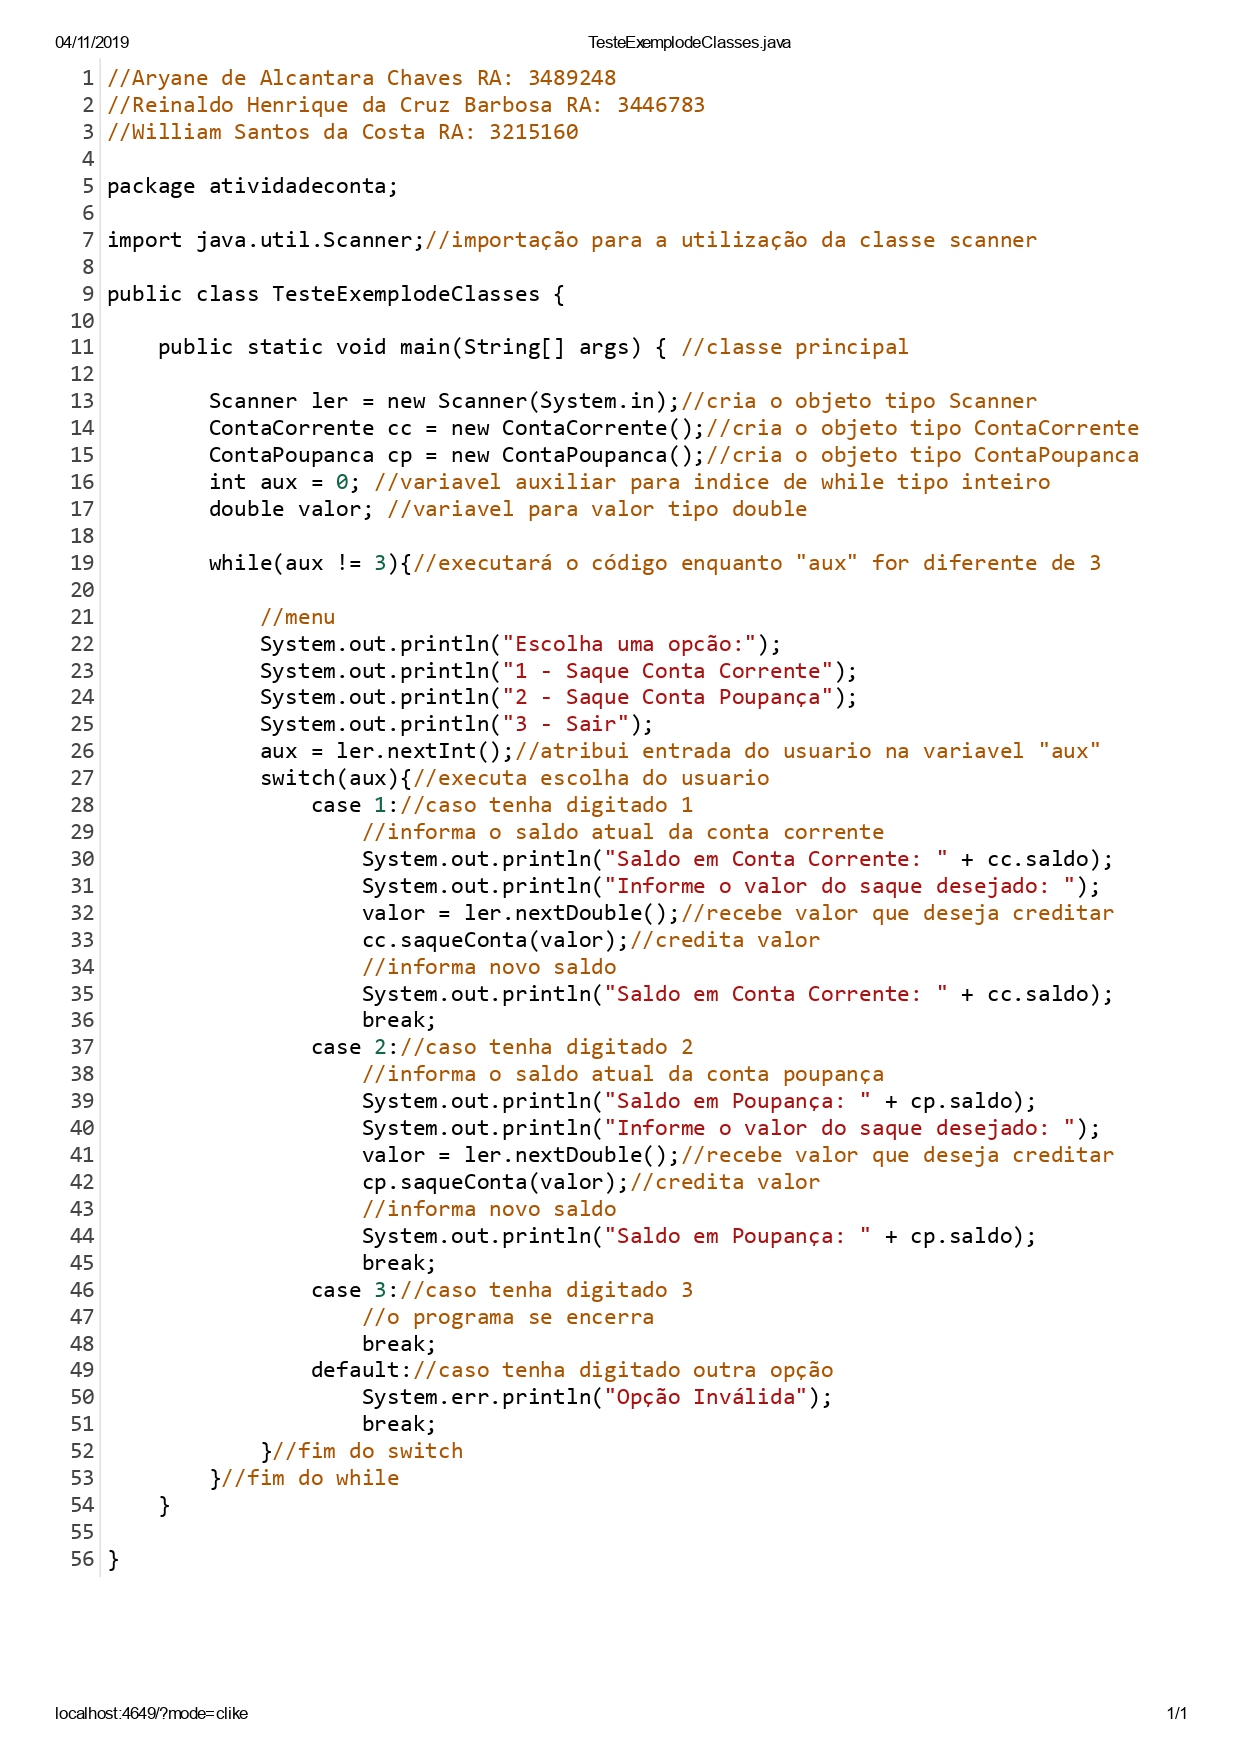 04/11/2019 TesteExemplodeClasses.java
1 //Aryane de Alcantara Chaves RA: 3489248
2 //Reinaldo Henrique da Cruz Barbosa RA: 3446783
3 //William Santos da Costa RA: 3215160
4
5 package atividadeconta;
6
7 import java.util.Scanner;//importação para a utilização da classe scanner
8
9 public class TesteExemplodeClasses {
10
11     public static void main(String[] args) { //classe principal
12
13         Scanner ler = new Scanner(System.in);//cria o objeto tipo Scanner
14         ContaCorrente cc = new ContaCorrente();//cria o objeto tipo ContaCorrente
15         ContaPoupanca cp = new ContaPoupanca();//cria o objeto tipo ContaPoupanca
16         int aux = 0; //variavel auxiliar para indice de while tipo inteiro
17         double valor; //variavel para valor tipo double
18
19         while(aux != 3){//executará o código enquanto "aux" for diferente de 3
20
21             //menu
22             System.out.println("Escolha uma opcão:");
23             System.out.println("1 - Saque Conta Corrente");
24             System.out.println("2 - Saque Conta Poupança");
25             System.out.println("3 - Sair");
26             aux = ler.nextInt();//atribui entrada do usuario na variavel "aux"
27             switch(aux){//executa escolha do usuario
28                 case 1://caso tenha digitado 1
29                     //informa o saldo atual da conta corrente
30                     System.out.println("Saldo em Conta Corrente: " + cc.saldo);
31                     System.out.println("Informe o valor do saque desejado: ");
32                     valor = ler.nextDouble();//recebe valor que deseja creditar
33                     cc.saqueConta(valor);//credita valor
34                     //informa novo saldo
35                     System.out.println("Saldo em Conta Corrente: " + cc.saldo);
36                     break;
37                 case 2://caso tenha digitado 2
38                     //informa o saldo atual da conta poupança
39                     System.out.println("Saldo em Poupança: " + cp.saldo);
40                     System.out.println("Informe o valor do saque desejado: ");
41                     valor = ler.nextDouble();//recebe valor que deseja creditar
42                     cp.saqueConta(valor);//credita valor
43                     //informa novo saldo
44                     System.out.println("Saldo em Poupança: " + cp.saldo);
45                     break;
46                 case 3://caso tenha digitado 3
47                     //o programa se encerra
48                     break;
49                 default://caso tenha digitado outra opção
50                     System.err.println("Opção Inválida");
51                     break;
52             }//fim do switch
53         }//fim do while
54     }
55
56 }
localhost:4649/?mode=clike 1/1